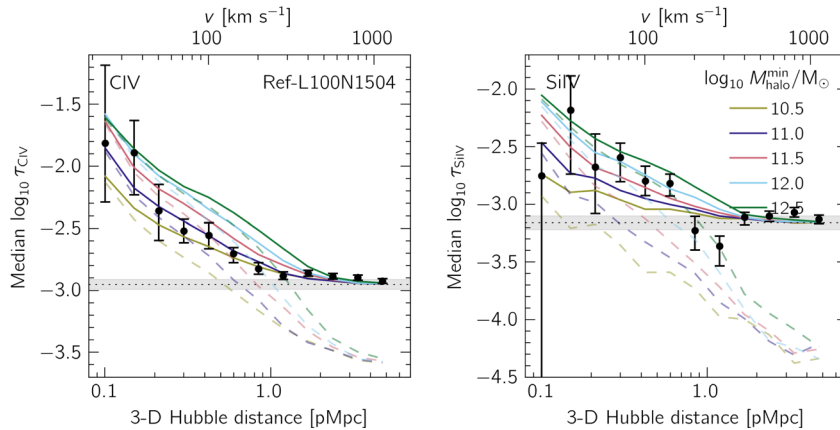 v [km s⁻¹]
100
1000
CIV
Ref-L100N1504
−1.5
−2.0
−2.5
−3.0
−3.5
Median log₁₀ τ_CIV
0.1
1.0
3-D Hubble distance [pMpc]
v [km s⁻¹]
100
1000
SiIV
log₁₀ M_halo^min/M_⊙
10.5
11.0
11.5
12.0
12.5
−2.0
−2.5
−3.0
−3.5
−4.0
−4.5
Median log₁₀ τ_SiIV
0.1
1.0
3-D Hubble distance [pMpc]